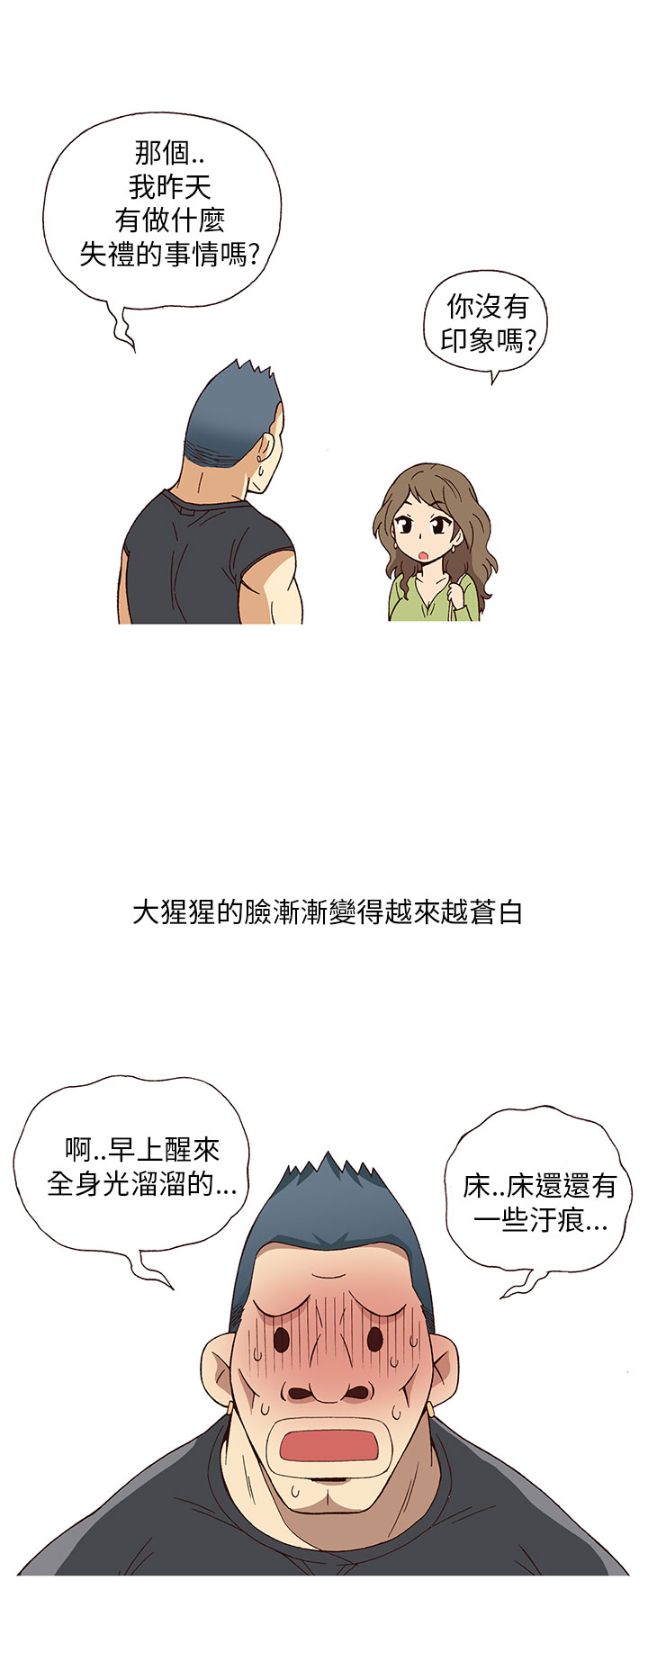 那個..
我昨天
有做什麼
失禮的事情嗎?
你沒有
印象嗎?
大猩猩的臉漸漸變得越來越蒼白
啊..早上醒來
全身光溜溜的...
床..床還還有
一些汙痕...